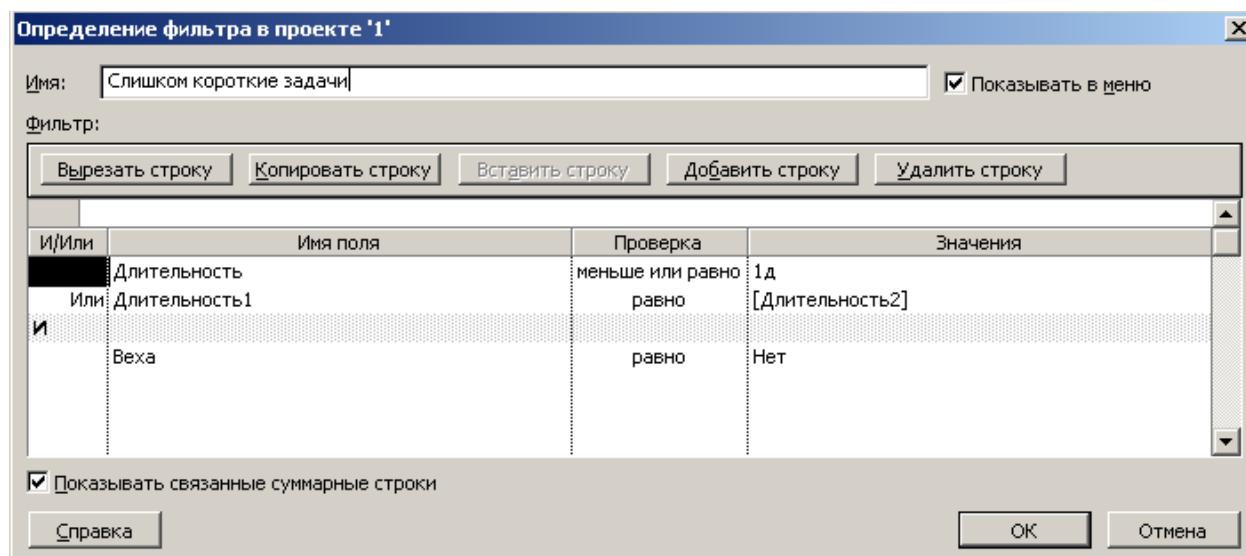 Определение фильтра в проекте '1'
Имя: Слишком короткие задачи Показывать в меню
Фильтр:
Вырезать строку Копировать строку Вставить строку Добавить строку Удалить строку
И/Или Имя поля Проверка Значения
Длительность меньше или равно 1д
Или Длительность1 равно [Длительность2]
И
Веха равно Нет
Показывать связанные суммарные строки
Справка ОК Отмена